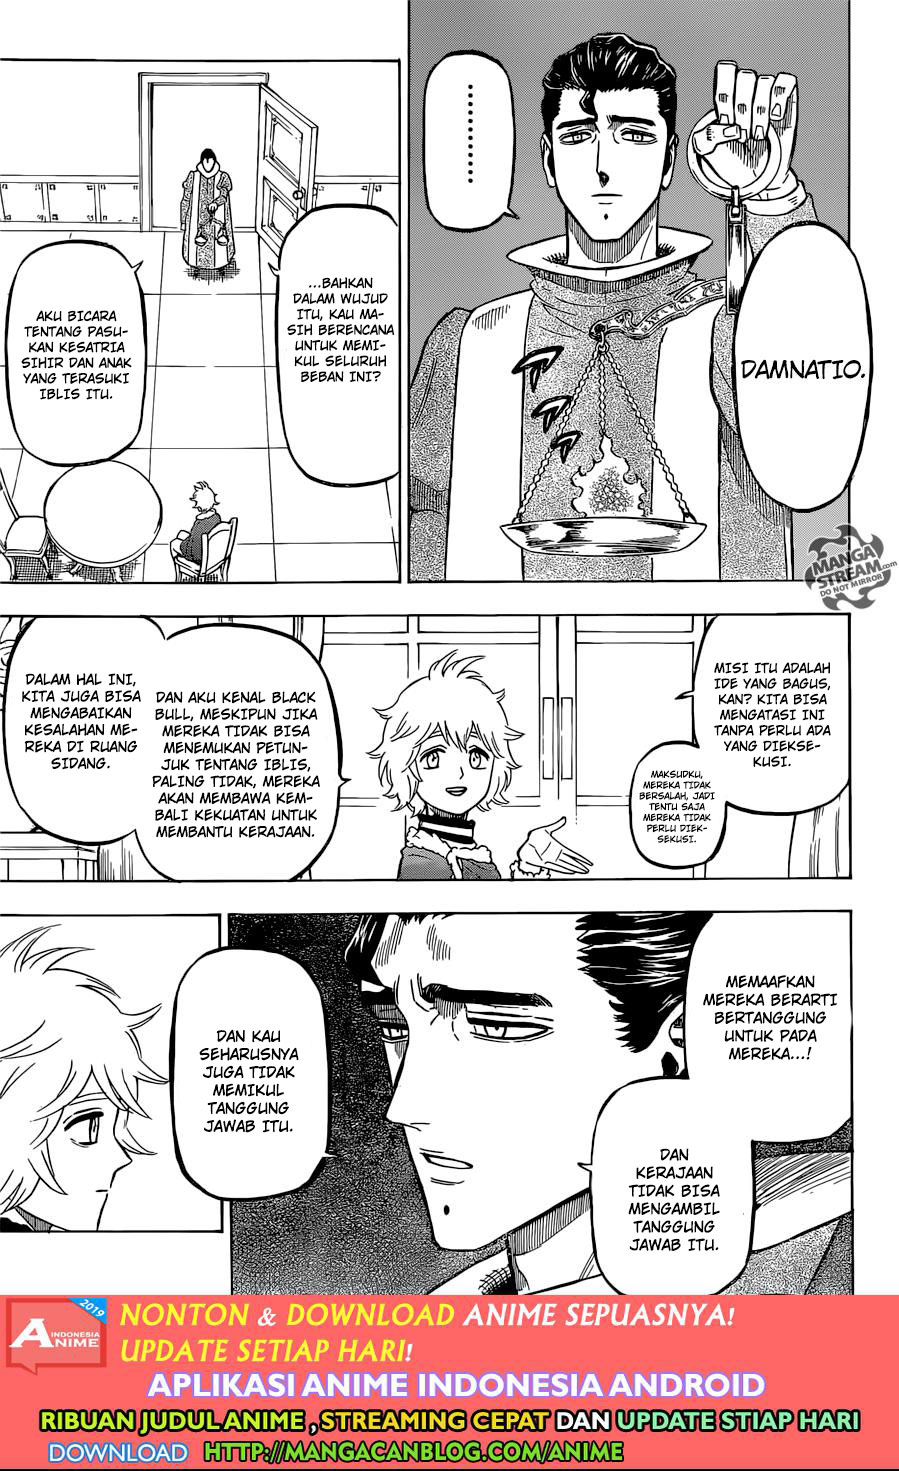 .........
DAMNATIO.
...BAHKAN
DALAM WUJUD
ITU, KAU MA-
SIH BERENCANA
UNTUK MEMI-
KUL SELURUH
BEBAN INI?
AKU BICARA
TENTANG PASU-
KAN KESATRIA
SIHIR DAN ANAK
YANG TERASUKI
IBLIS ITU.
MANGA
STREAM.com
DO NOT MIRROR
MISI ITU ADALAH
IDE YANG BAGUS,
KAN? KITA BISA
MENGATASI INI
TANPA PERLU ADA
YANG DIEKSE-
KUSI.
MAKSUDKU,
MEREKA TIDAK
BERSALAH, JADI
TENTU SAJA
MEREKA TIDAK
PERLU DIEK-
SEKUSI.
DAN AKU KENAL BLACK
BULL, MESKIPUN JIKA
MEREKA TIDAK BISA
MENEMUKAN PETUN-
JUK TENTANG IBLIS,
PALING TIDAK, MEREKA
AKAN MEMBAWA KEM-
BALI KEKUATAN UNTUK
MEMBANTU KERAJAAN.
DALAM HAL INI,
KITA JUGA BISA
MENGABAIKAN
KESALAHAN ME-
REKA DI RUANG
SIDANG.
MEMAAFKAN
MEREKA BERARTI
BERTANGGUNG
UNTUK PADA
MEREKA...!
DAN
KERAJAAN
TIDAK BISA
MENGAMBIL
TANGGUNG
JAWAB ITU.
DAN KAU
SEHARUSNYA
JUGA TIDAK
MEMIKUL
TANGGUNG
JAWAB ITU.
2019
INDONESIA
ANIME
NONTON & DOWNLOAD ANIME SEPUASNYA!
UPDATE SETIAP HARI!
APLIKASI ANIME INDONESIA ANDROID
RIBUAN JUDUL ANIME , STREAMING CEPAT DAN UPDATE STIAP HARI
DOWNLOAD HTTP://MANGACANBLOG.COM/ANIME